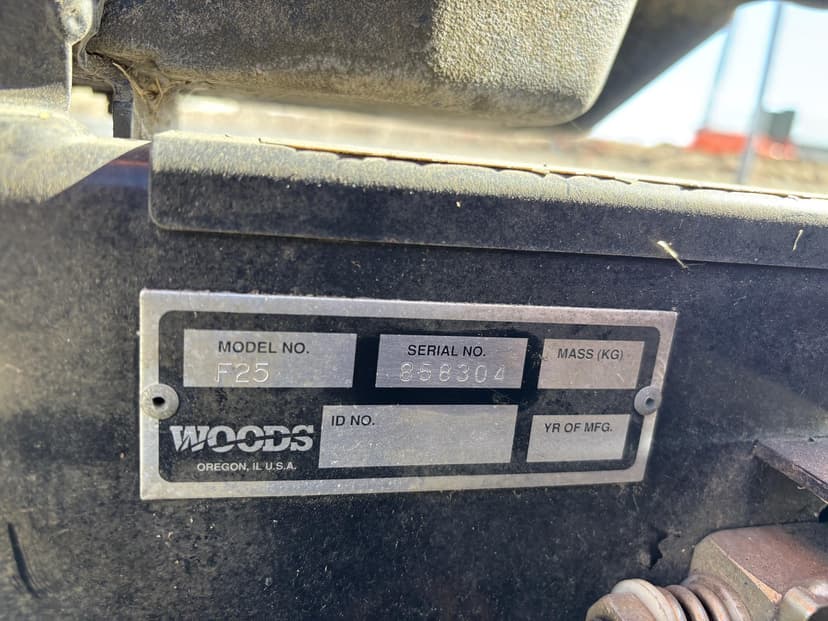 MODEL NO.
F25
SERIAL NO.
858304
MASS (KG)
WOODS
OREGON, IL U.S.A.
ID NO.
YR OF MFG.